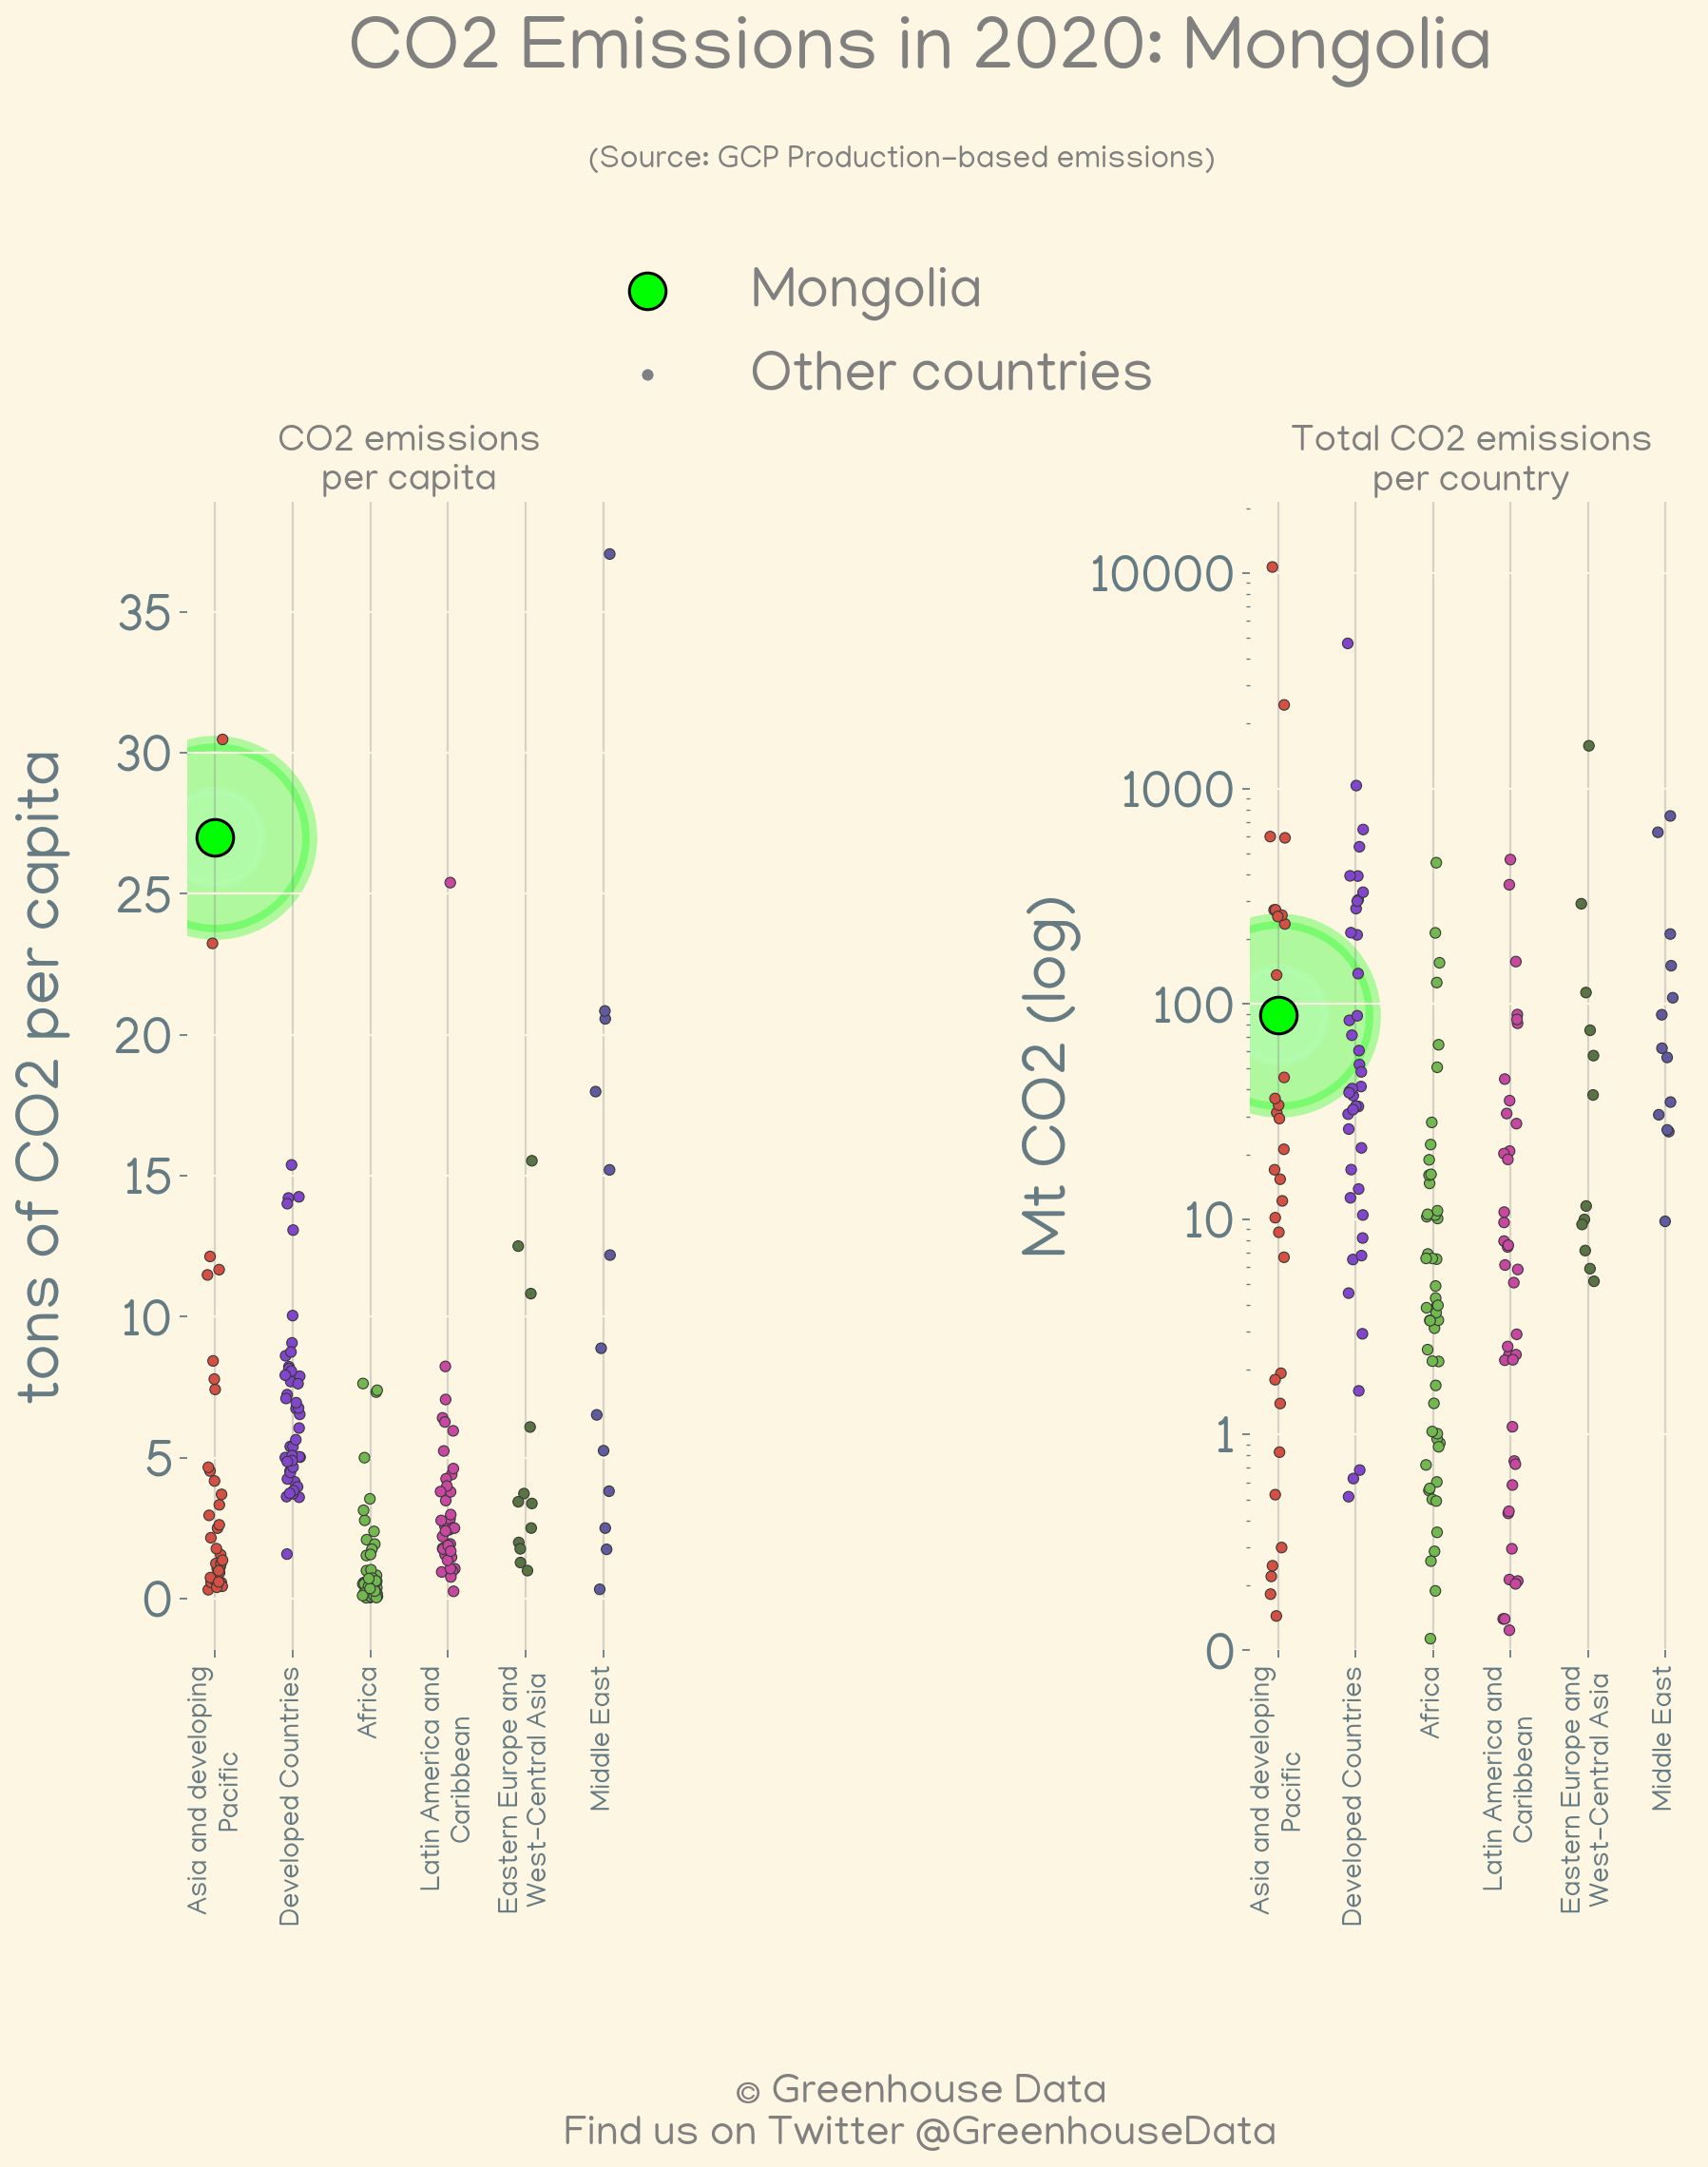 CO2 Emissions in 2020: Mongolia
(Source: GCP Production-based emissions)
Mongolia
Other countries
CO2 emissions
per capita
tons of CO2 per capita
35
30
25
20
15
10
5
0
Asia and developing
Pacific
Developed Countries
Africa
Latin America and
Caribbean
Eastern Europe and
West-Central Asia
Middle East
Total CO2 emissions
per country
Mt CO2 (log)
10000
1000
100
10
1
0
Asia and developing
Pacific
Developed Countries
Africa
Latin America and
Caribbean
Eastern Europe and
West-Central Asia
Middle East
© Greenhouse Data
Find us on Twitter @GreenhouseData